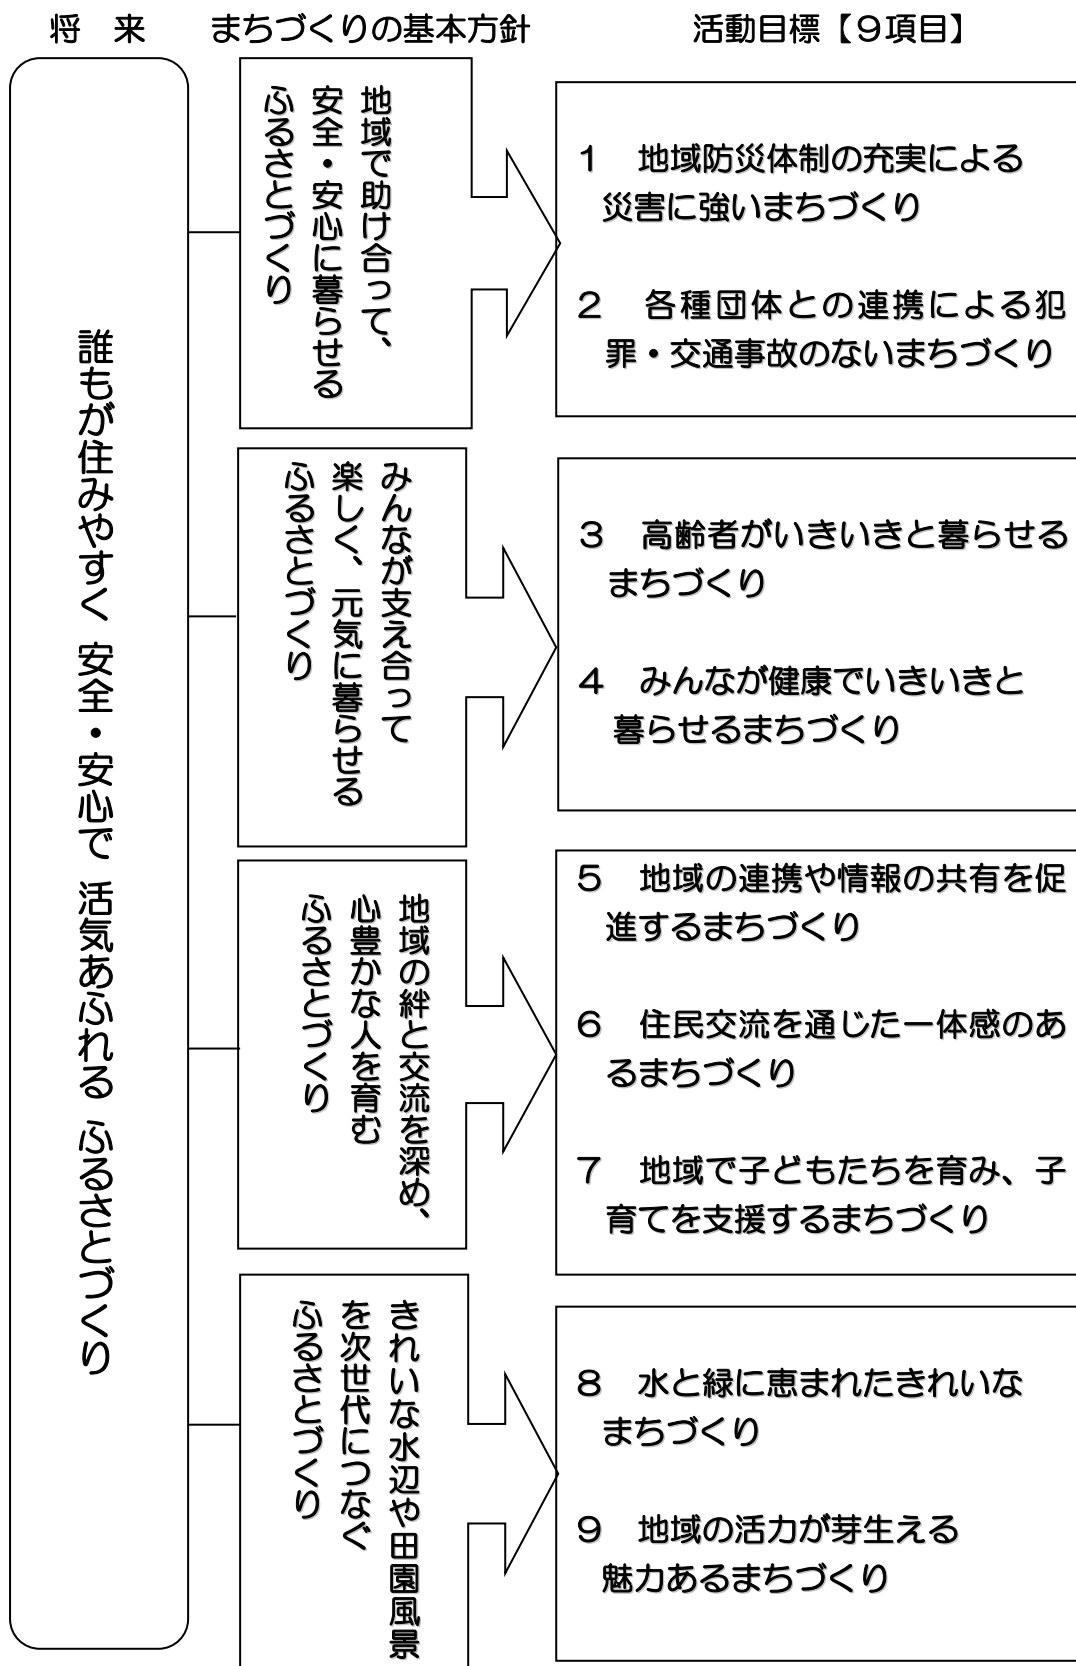 将　来
まちづくりの基本方針
活動目標【９項目】
誰もが住みやすく 安全・安心で 活気あふれる ふるさとづくり
地域で助け合って、
安全・安心に暮らせる
ふるさとづくり
１　地域防災体制の充実による
災害に強いまちづくり
２　各種団体との連携による犯
罪・交通事故のないまちづくり
みんなが支え合って
楽しく、元気に暮らせる
ふるさとづくり
３　高齢者がいきいきと暮らせる
まちづくり
４　みんなが健康でいきいきと
暮らせるまちづくり
地域の絆と交流を深め、
心豊かな人を育む
ふるさとづくり
５　地域の連携や情報の共有を促
進するまちづくり
６　住民交流を通じた一体感のあ
るまちづくり
７　地域で子どもたちを育み、子
育てを支援するまちづくり
きれいな水辺や田園風景
を次世代につなぐ
ふるさとづくり
８　水と緑に恵まれたきれいな
まちづくり
９　地域の活力が芽生える
魅力あるまちづくり